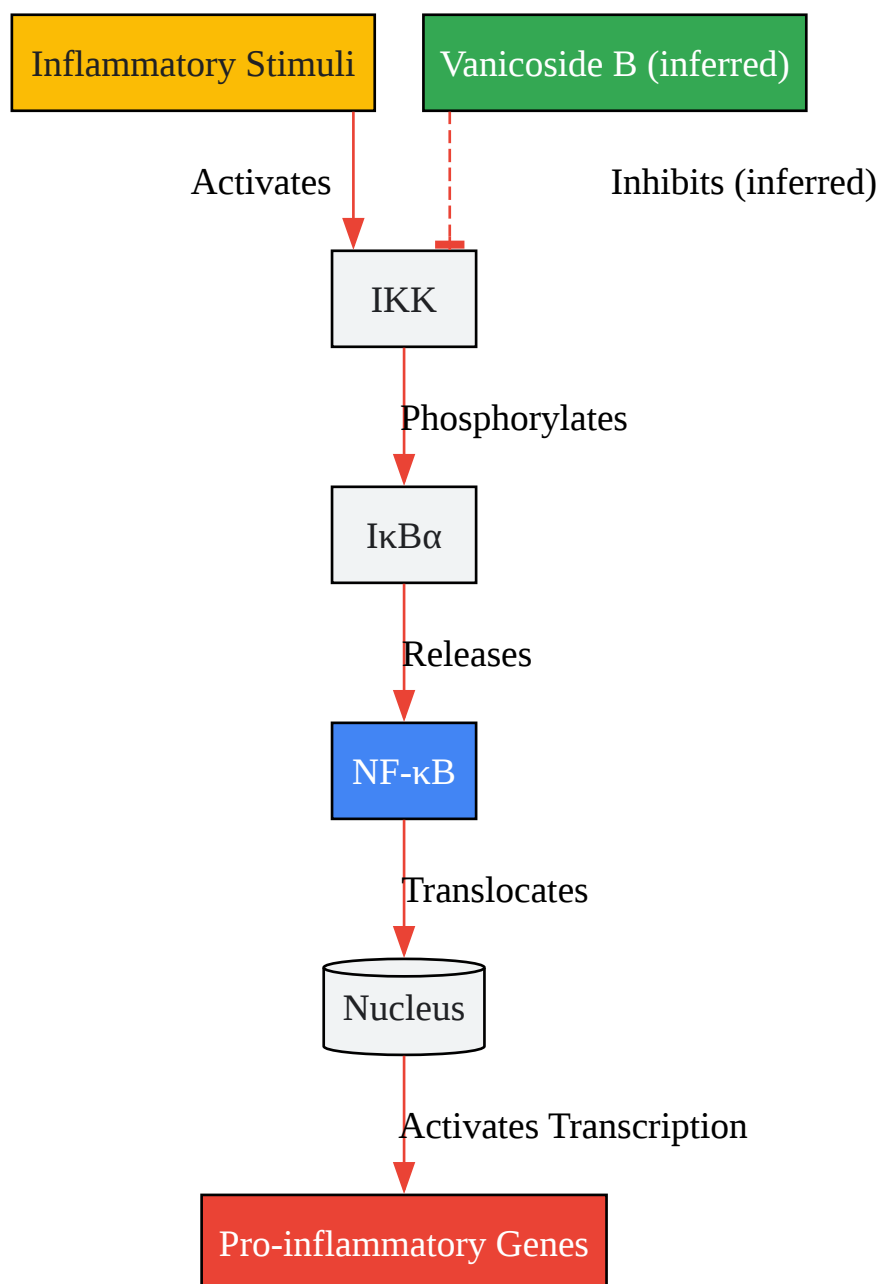 Inflammatory Stimuli
Vanicoside B (inferred)
Activates
Inhibits (inferred)
IKK
Phosphorylates
IκBα
Releases
NF-κB
Translocates
Nucleus
Activates Transcription
Pro-inflammatory Genes